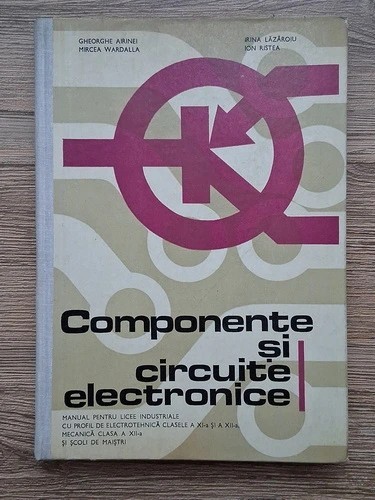 GHEORGHE AIRINEI
MIRCEA WARDALLA
IRINA LĂZĂROIU
ION RISTEA
Componente
și
circuite
electronice
MANUAL PENTRU LICEE INDUSTRIALE
CU PROFIL DE ELECTROTEHNICĂ CLASELE A XI-a ȘI A XII-a,
MECANICĂ CLASA A XII-a
ȘI ȘCOLI DE MAIȘTRI